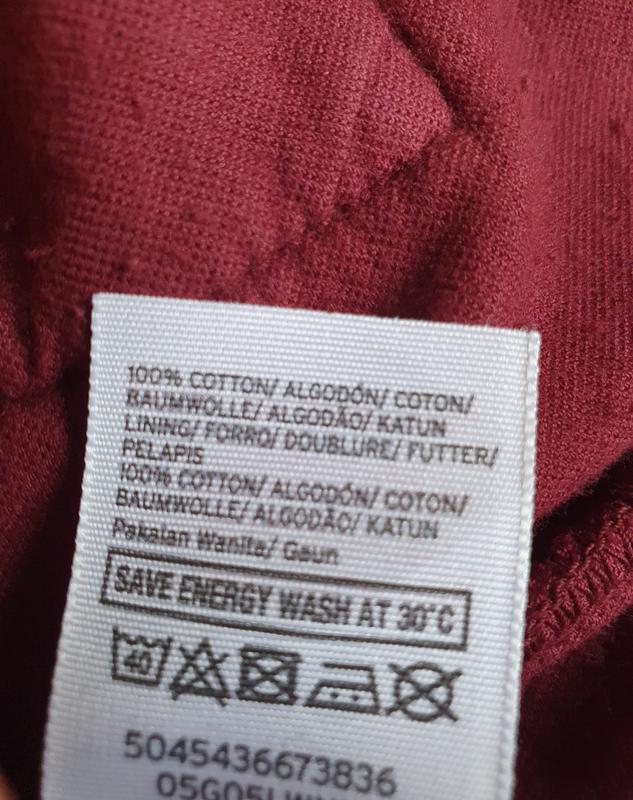 100% COTTON/ ALGODÓN/ COTON/
BAUMWOLLE/ ALGODÃO/ KATUN
LINING/ FORRO/ DOUBLURE/ FUTTER/
PELAPIS
100% COTTON/ ALGODÓN/ COTON/
BAUMWOLLE/ ALGODÃO/ KATUN
Pakaian Wanita/ Gaun
SAVE ENERGY WASH AT 30°C
40
5045436673836